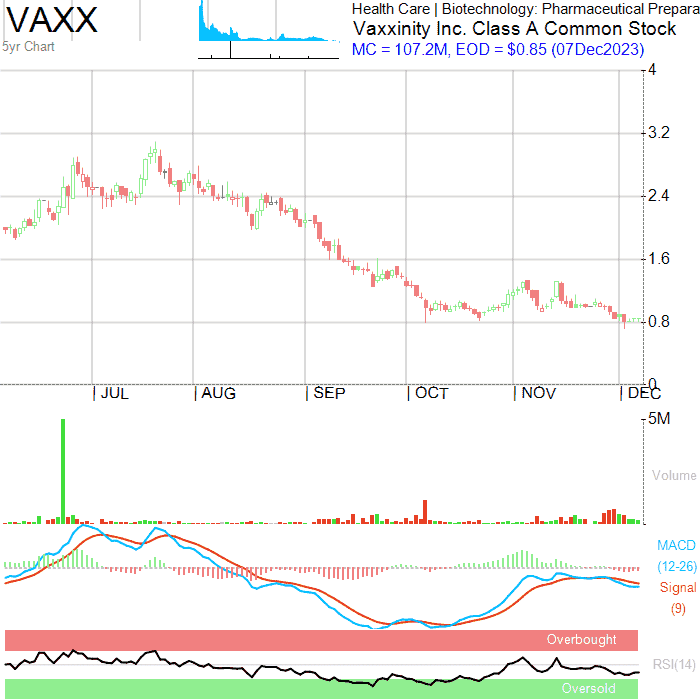 VAXX
5yr Chart
Health Care | Biotechnology: Pharmaceutical Prepara
Vaxxinity Inc. Class A Common Stock
MC = 107.2M, EOD = $0.85 (07Dec2023)
4
3.2
2.4
1.6
0.8
0
JUL
AUG
SEP
OCT
NOV
DEC
5M
Volume
MACD
(12-26)
Signal
(9)
Overbought
RSI(14)
Oversold